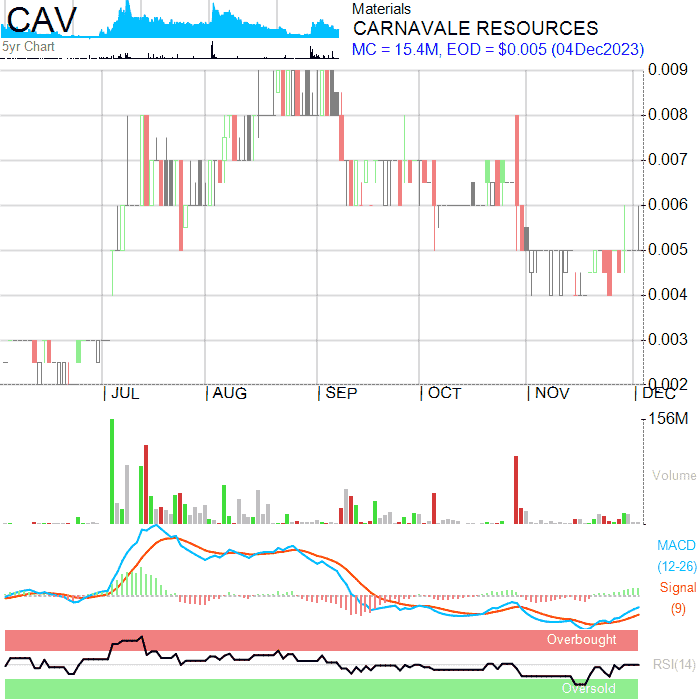 CAV
5yr Chart
Materials
CARNAVALE RESOURCES
MC = 15.4M, EOD = $0.005 (04Dec2023)
0.009
0.008
0.007
0.006
0.005
0.004
0.003
0.002
JUL
AUG
SEP
OCT
NOV
DEC
156M
Volume
MACD
(12-26)
Signal
(9)
Overbought
RSI(14)
Oversold